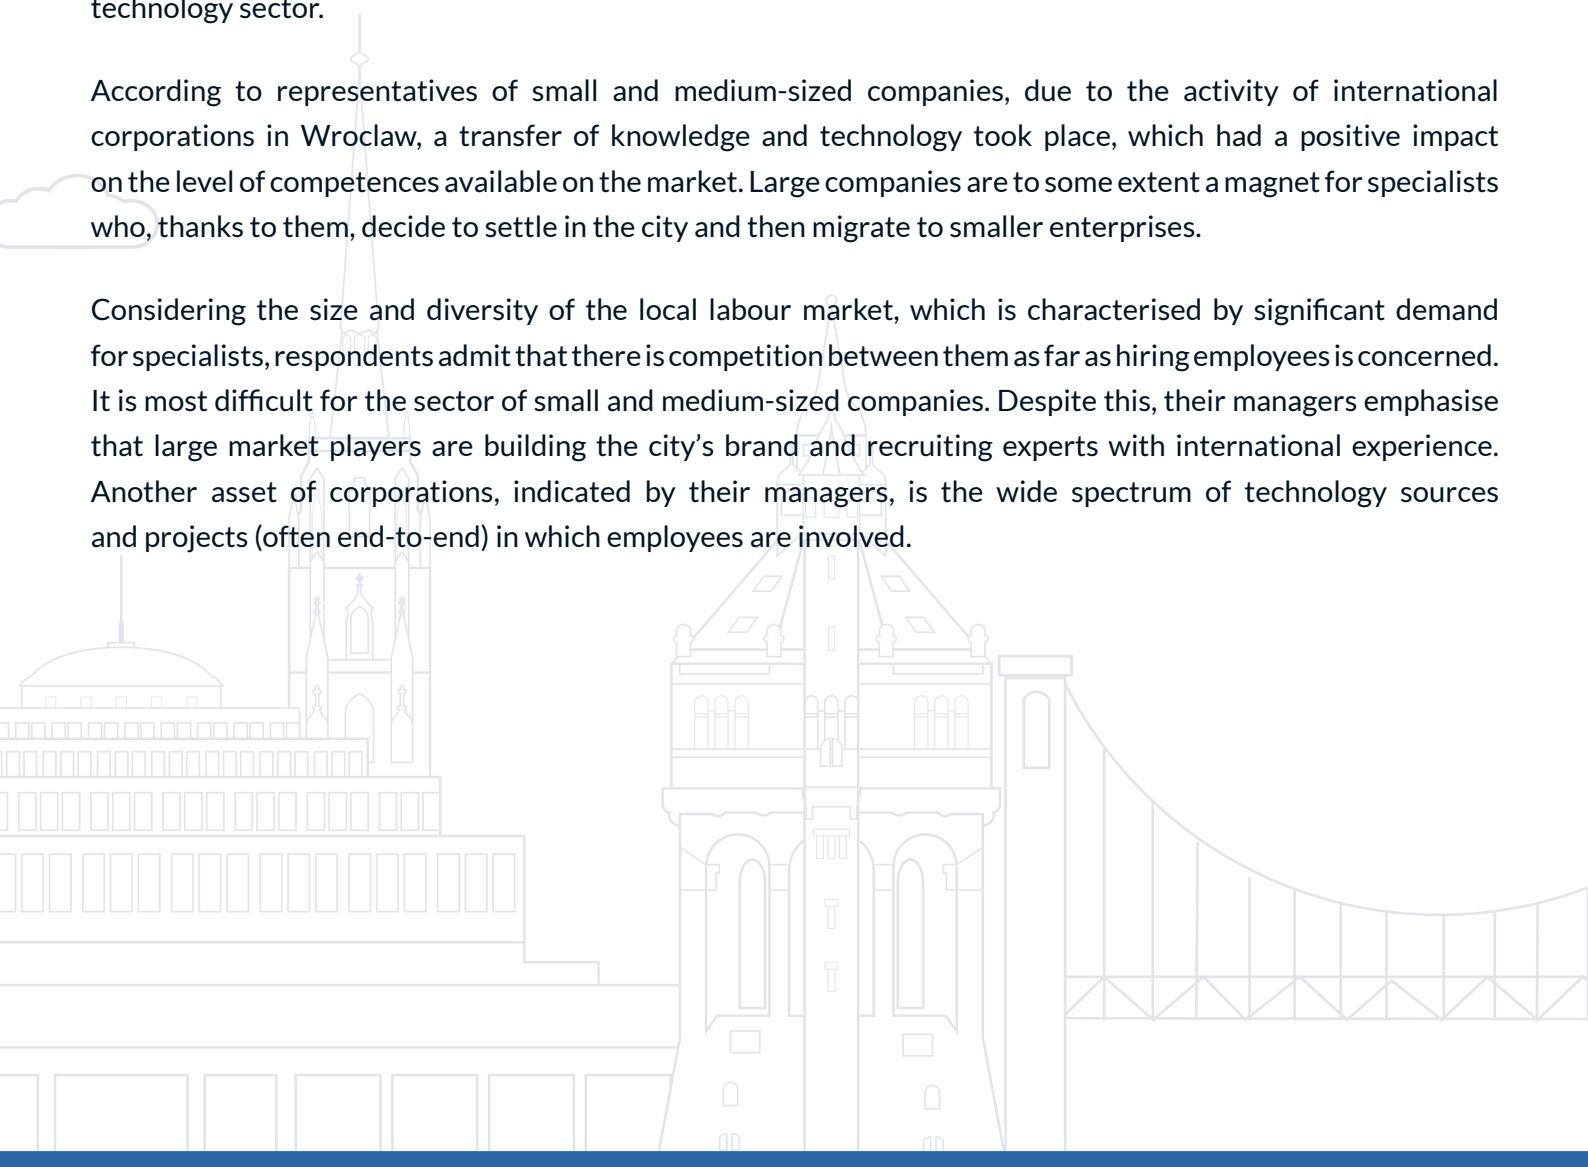 technology sector.
According to representatives of small and medium-sized companies, due to the activity of international
corporations in Wroclaw, a transfer of knowledge and technology took place, which had a positive impact
on the level of competences available on the market. Large companies are to some extent a magnet for specialists
who, thanks to them, decide to settle in the city and then migrate to smaller enterprises.
Considering the size and diversity of the local labour market, which is characterised by significant demand
for specialists, respondents admit that there is competition between them as far as hiring employees is concerned.
It is most difficult for the sector of small and medium-sized companies. Despite this, their managers emphasise
that large market players are building the city’s brand and recruiting experts with international experience.
Another asset of corporations, indicated by their managers, is the wide spectrum of technology sources
and projects (often end-to-end) in which employees are involved.